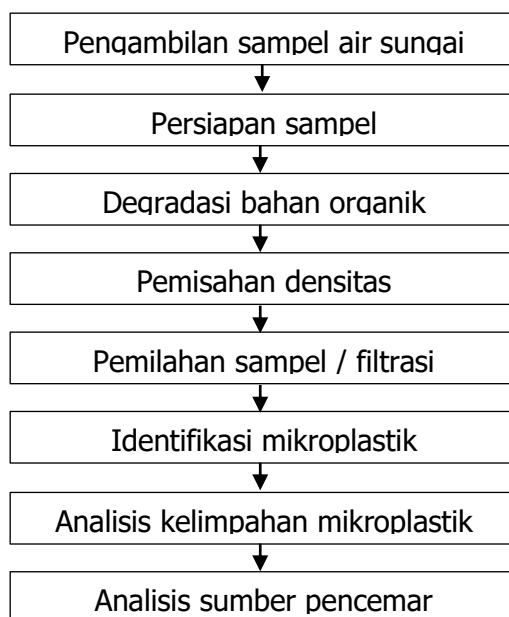 Pengambilan sampel air sungai
Persiapan sampel
Degradasi bahan organik
Pemisahan densitas
Pemilahan sampel / filtrasi
Identifikasi mikroplastik
Analisis kelimpahan mikroplastik
Analisis sumber pencemar